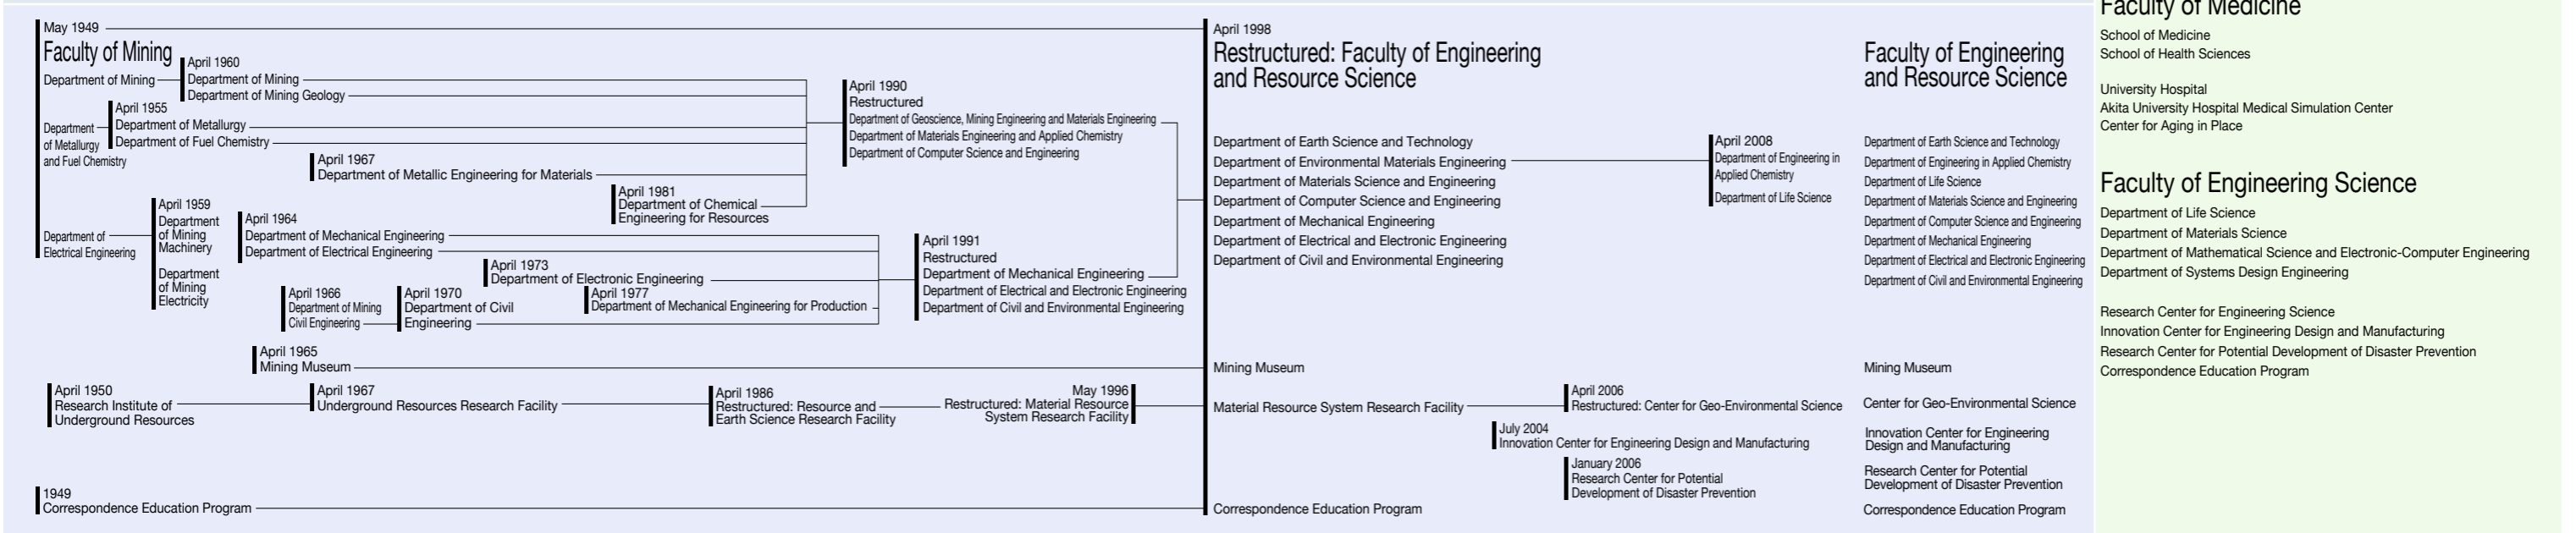 May 1949
Faculty of Mining
Department of Mining
April 1960
Department of Mining
Department of Mining Geology
Department
of Metallurgy
and Fuel Chemistry
April 1955
Department of Metallurgy
Department of Fuel Chemistry
April 1967
Department of Metallic Engineering for Materials
April 1981
Department of Chemical
Engineering for Resources
April 1990
Restructured
Department of Geoscience, Mining Engineering and Materials Engineering
Department of Materials Engineering and Applied Chemistry
Department of Computer Science and Engineering
Department of
Electrical Engineering
April 1959
Department
of Mining
Machinery
Department
of Mining
Electricity
April 1964
Department of Mechanical Engineering
Department of Electrical Engineering
April 1973
Department of Electronic Engineering
April 1966
Department of Mining
Civil Engineering
April 1970
Department of Civil
Engineering
April 1977
Department of Mechanical Engineering for Production
April 1991
Restructured
Department of Mechanical Engineering
Department of Electrical and Electronic Engineering
Department of Civil and Environmental Engineering
April 1965
Mining Museum
April 1950
Research Institute of
Underground Resources
April 1967
Underground Resources Research Facility
April 1986
Restructured: Resource and
Earth Science Research Facility
May 1996
Restructured: Material Resource
System Research Facility
1949
Correspondence Education Program
April 1998
Restructured: Faculty of Engineering
and Resource Science
Department of Earth Science and Technology
Department of Environmental Materials Engineering
Department of Materials Science and Engineering
Department of Computer Science and Engineering
Department of Mechanical Engineering
Department of Electrical and Electronic Engineering
Department of Civil and Environmental Engineering
April 2008
Department of Engineering in
Applied Chemistry
Department of Life Science
Mining Museum
Material Resource System Research Facility
April 2006
Restructured: Center for Geo-Environmental Science
July 2004
Innovation Center for Engineering Design and Manufacturing
January 2006
Research Center for Potential
Development of Disaster Prevention
Correspondence Education Program
Faculty of Engineering
and Resource Science
Department of Earth Science and Technology
Department of Engineering in Applied Chemistry
Department of Life Science
Department of Materials Science and Engineering
Department of Computer Science and Engineering
Department of Mechanical Engineering
Department of Electrical and Electronic Engineering
Department of Civil and Environmental Engineering
Mining Museum
Center for Geo-Environmental Science
Innovation Center for Engineering
Design and Manufacturing
Research Center for Potential
Development of Disaster Prevention
Correspondence Education Program
Faculty of Medicine
School of Medicine
School of Health Sciences
University Hospital
Akita University Hospital Medical Simulation Center
Center for Aging in Place
Faculty of Engineering Science
Department of Life Science
Department of Materials Science
Department of Mathematical Science and Electronic-Computer Engineering
Department of Systems Design Engineering
Research Center for Engineering Science
Innovation Center for Engineering Design and Manufacturing
Research Center for Potential Development of Disaster Prevention
Correspondence Education Program